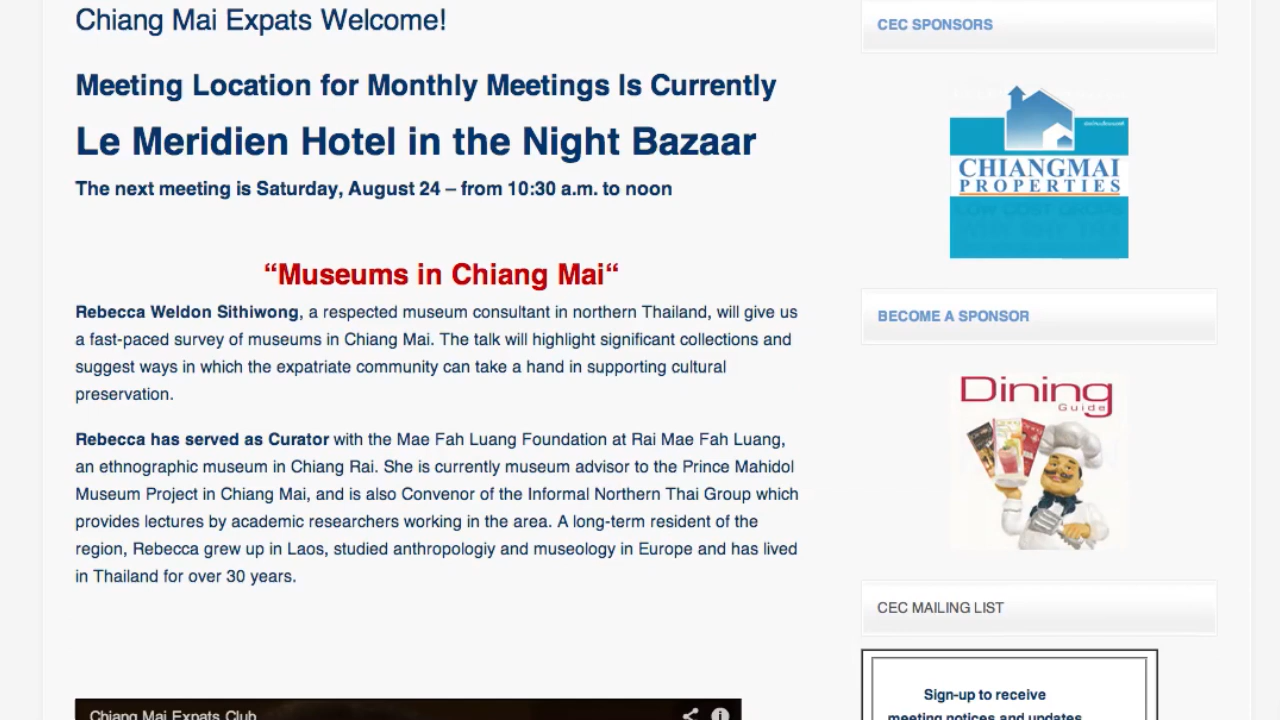 Chiang Mai Expats Welcome!
Meeting Location for Monthly Meetings Is Currently
Le Meridien Hotel in the Night Bazaar
The next meeting is Saturday, August 24 – from 10:30 a.m. to noon
“Museums in Chiang Mai“
Rebecca Weldon Sithiwong, a respected museum consultant in northern Thailand, will give us
a fast-paced survey of museums in Chiang Mai. The talk will highlight significant collections and
suggest ways in which the expatriate community can take a hand in supporting cultural
preservation.
Rebecca has served as Curator with the Mae Fah Luang Foundation at Rai Mae Fah Luang,
an ethnographic museum in Chiang Rai. She is currently museum advisor to the Prince Mahidol
Museum Project in Chiang Mai, and is also Convenor of the Informal Northern Thai Group which
provides lectures by academic researchers working in the area. A long-term resident of the
region, Rebecca grew up in Laos, studied anthropologiy and museology in Europe and has lived
in Thailand for over 30 years.
Chiang Mai Expats Club
CEC SPONSORS
CHIANGMAI
PROPERTIES
BECOME A SPONSOR
Dining
Guide
CEC MAILING LIST
Sign-up to receive
meeting notices and updates